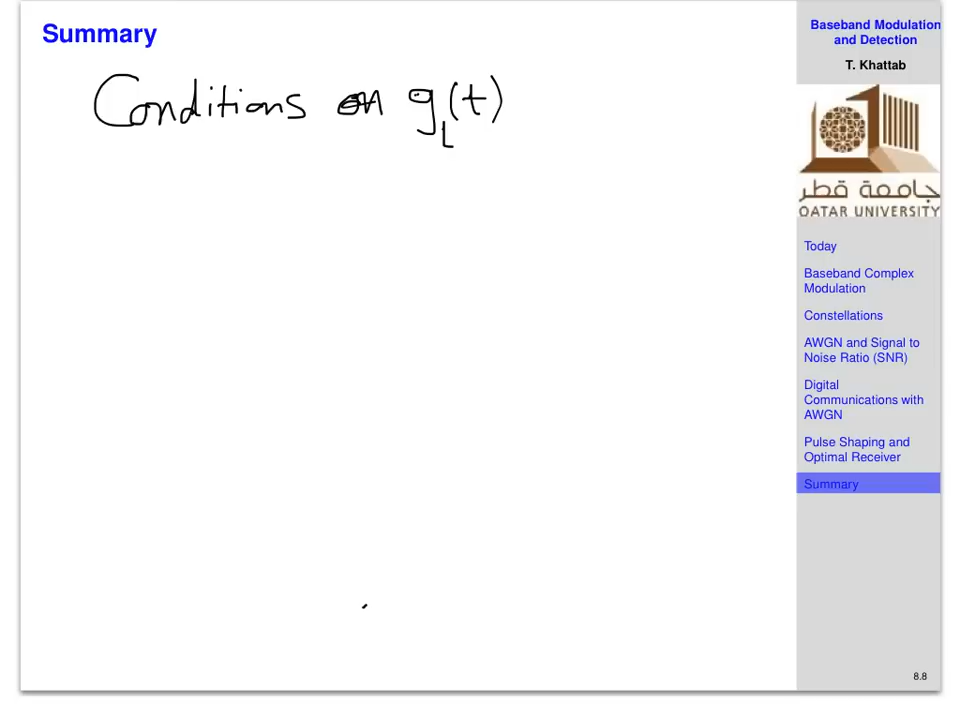 Summary
Conditions on g_L(t)
Baseband Modulation
and Detection
T. Khattab
جامعة قطر
QATAR UNIVERSITY
Today
Baseband Complex
Modulation
Constellations
AWGN and Signal to
Noise Ratio (SNR)
Digital
Communications with
AWGN
Pulse Shaping and
Optimal Receiver
Summary
8.8